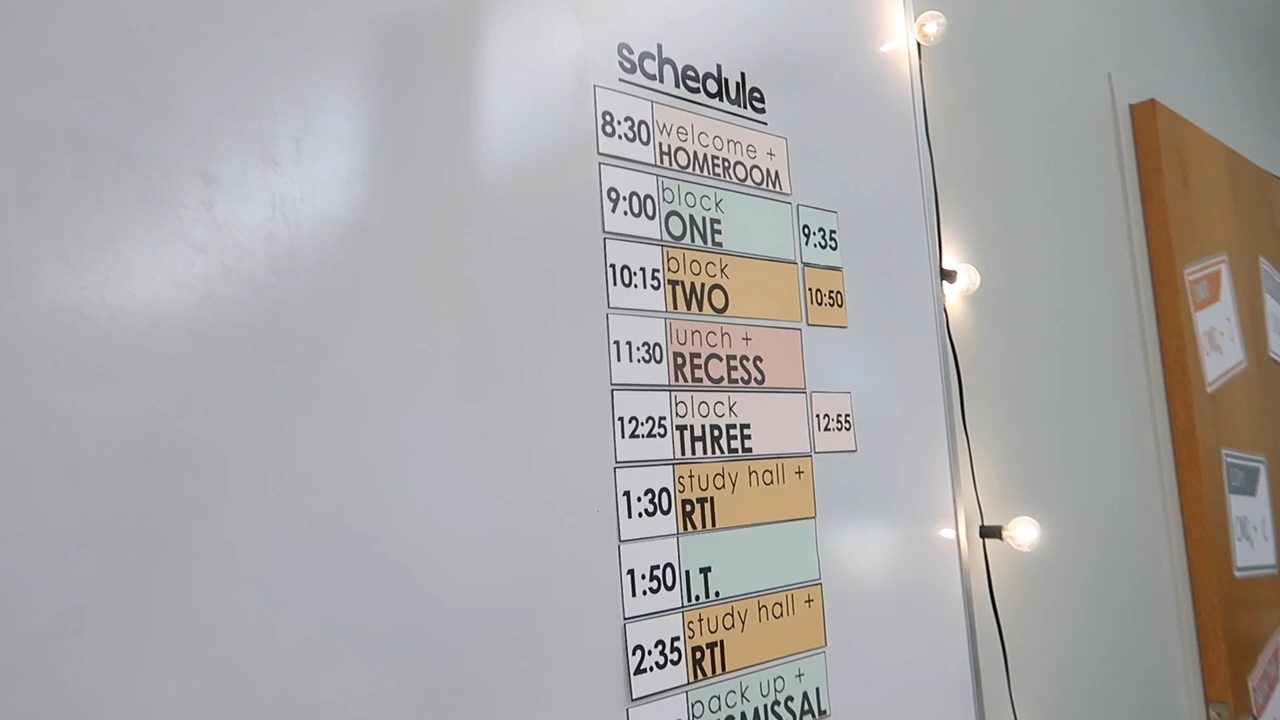 schedule
8:30 welcome +
HOMEROOM
9:00 block
ONE
9:35
10:15 block
TWO
10:50
11:30 lunch +
RECESS
12:25 block
THREE
12:55
1:30 study hall +
RTI
1:50 I.T.
2:35 study hall +
RTI
pack up +